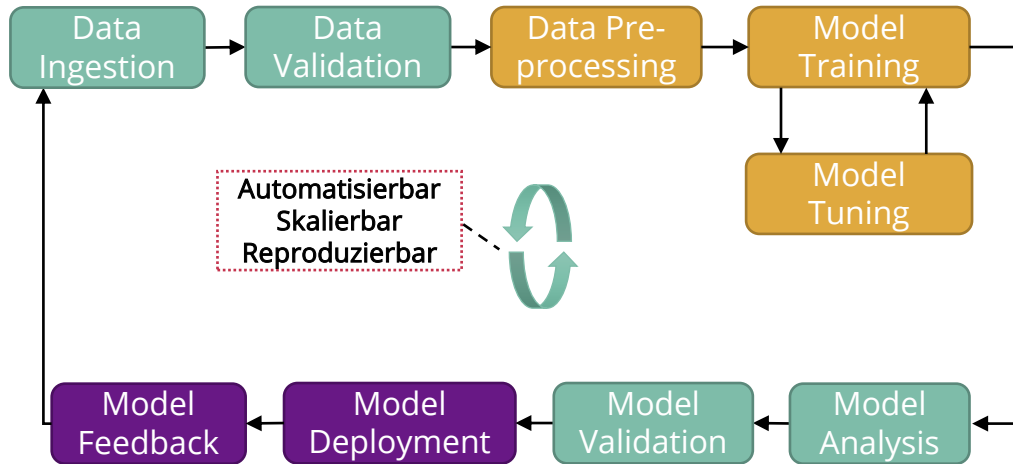 Data
Ingestion
Data
Validation
Data Pre-
processing
Model
Training
Model
Tuning
Automatisierbar
Skalierbar
Reproduzierbar
Model
Feedback
Model
Deployment
Model
Validation
Model
Analysis